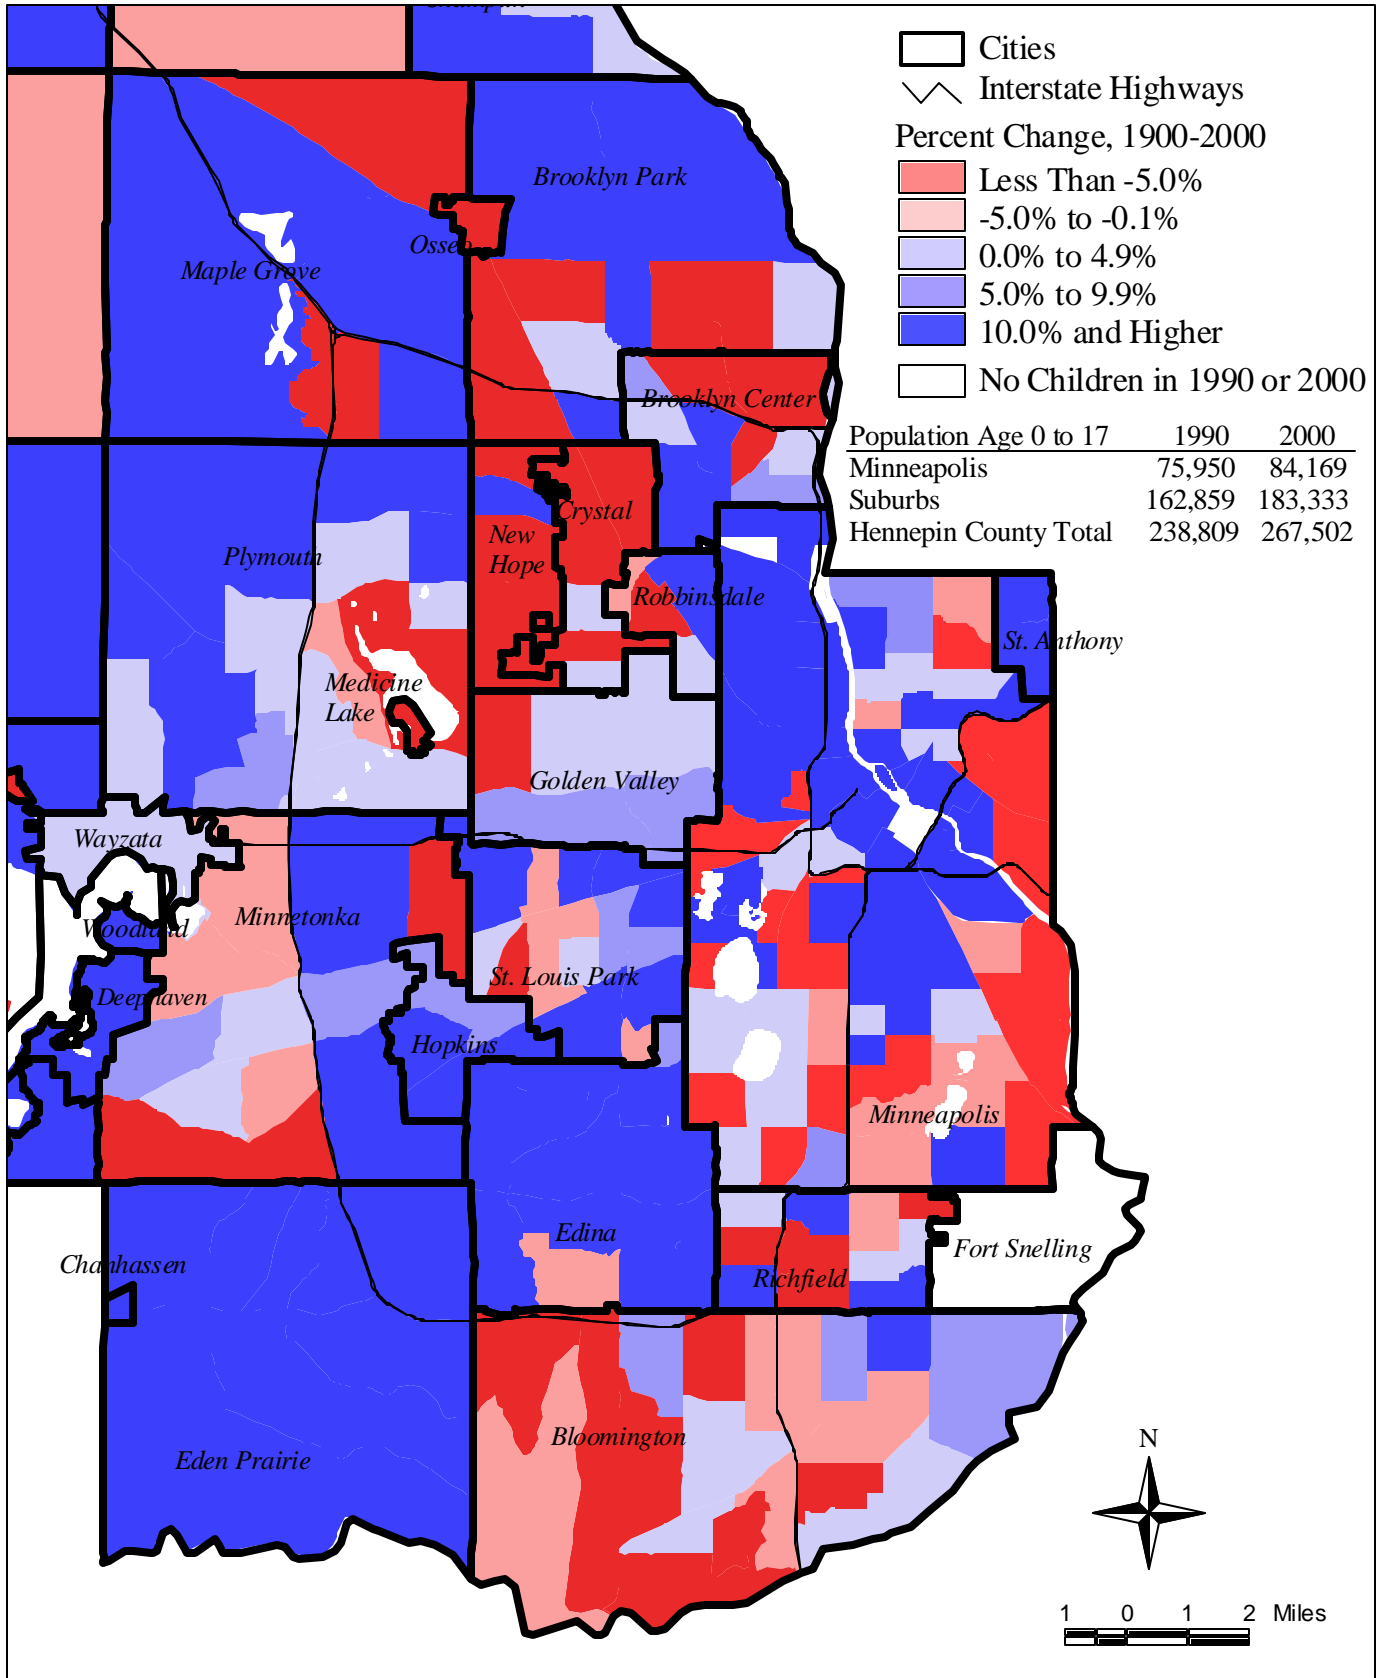 Cities
Interstate Highways
Percent Change, 1900-2000
Less Than -5.0%
-5.0% to -0.1%
0.0% to 4.9%
5.0% to 9.9%
10.0% and Higher
No Children in 1990 or 2000
Population Age 0 to 17 1990 2000
Minneapolis 75,950 84,169
Suburbs 162,859 183,333
Hennepin County Total 238,809 267,502
Brooklyn Park
Osseo
Maple Grove
Brooklyn Center
Crystal
New
Hope
Plymouth
Robbinsdale
St. Anthony
Medicine
Lake
Golden Valley
Wayzata
Minnetonka
Woodland
St. Louis Park
Deephaven
Hopkins
Minneapolis
Edina
Fort Snelling
Chanhassen
Richfield
Bloomington
Eden Prairie
N
1 0 1 2 Miles